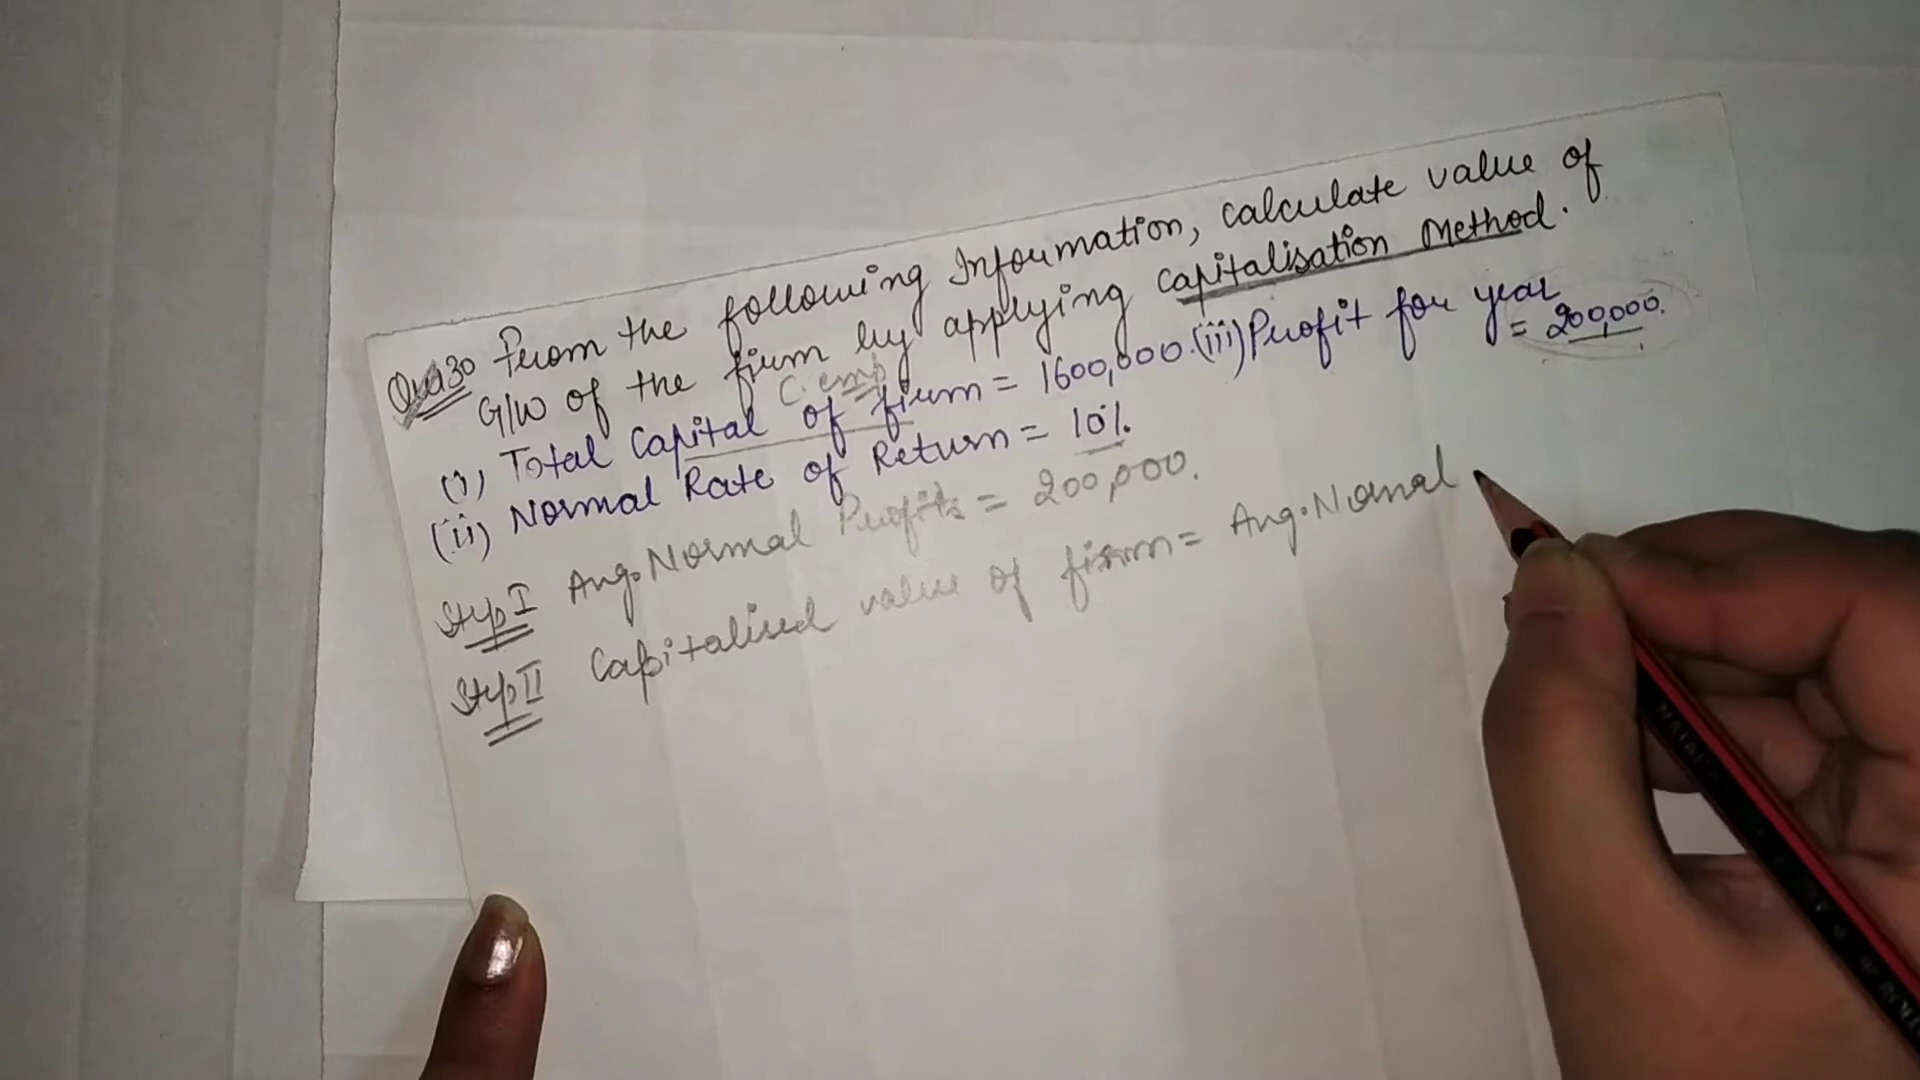 Que30 From the following Information, calculate value of
G/W of the firm by applying capitalisation Method.
C. emp
(i) Total Capital of firm = 1600,000. (iii) Profit for year
= 200,000.
(ii) Normal Rate of Return = 10%.
Step I Avg. Normal Profits = 200,000.
Step II Capitalised value of firm = Avg. Normal